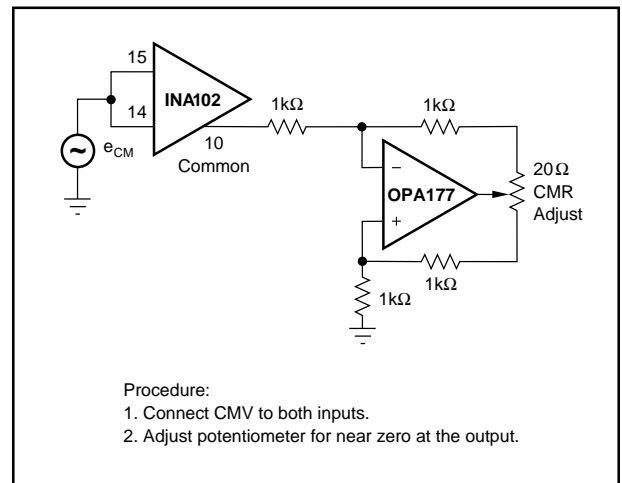 15
INA102
14
e_CM
10
Common
1kΩ
1kΩ
−
OPA177
+
20Ω
CMR
Adjust
1kΩ
1kΩ
Procedure:
1. Connect CMV to both inputs.
2. Adjust potentiometer for near zero at the output.